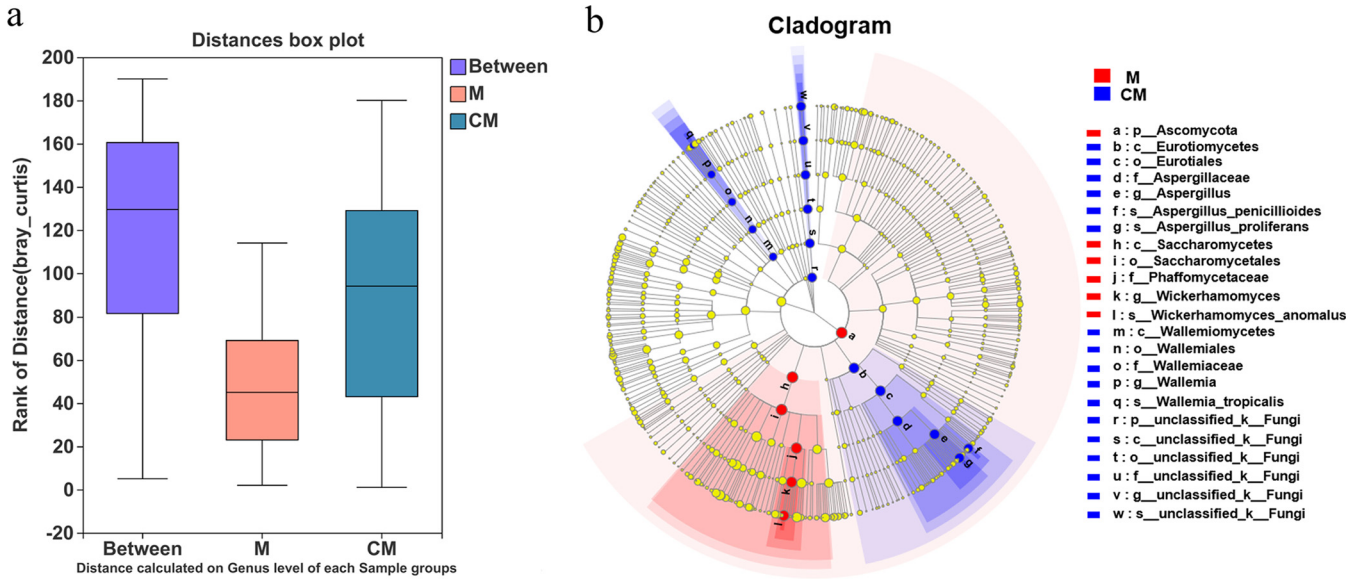 a
Distances box plot
Rank of Distance(bray_curtis)
200
180
160
140
120
100
80
60
40
20
0
-20
Between
M
CM
Distance calculated on Genus level of each Sample groups
Between
M
CM
b
Cladogram
w
v
u
t
s
r
q
p
o
n
m
a
b
c
d
e
f
g
h
i
j
k
l
M
CM
a : p__Ascomycota
b : c__Eurotiomycetes
c : o__Eurotiales
d : f__Aspergillaceae
e : g__Aspergillus
f : s__Aspergillus_penicillioides
g : s__Aspergillus_proliferans
h : c__Saccharomycetes
i : o__Saccharomycetales
j : f__Phaffomycetaceae
k : g__Wickerhamomyces
l : s__Wickerhamomyces_anomalus
m : c__Wallemiomycetes
n : o__Wallemiales
o : f__Wallemiaceae
p : g__Wallemia
q : s__Wallemia_tropicalis
r : p__unclassified_k__Fungi
s : c__unclassified_k__Fungi
t : o__unclassified_k__Fungi
u : f__unclassified_k__Fungi
v : g__unclassified_k__Fungi
w : s__unclassified_k__Fungi